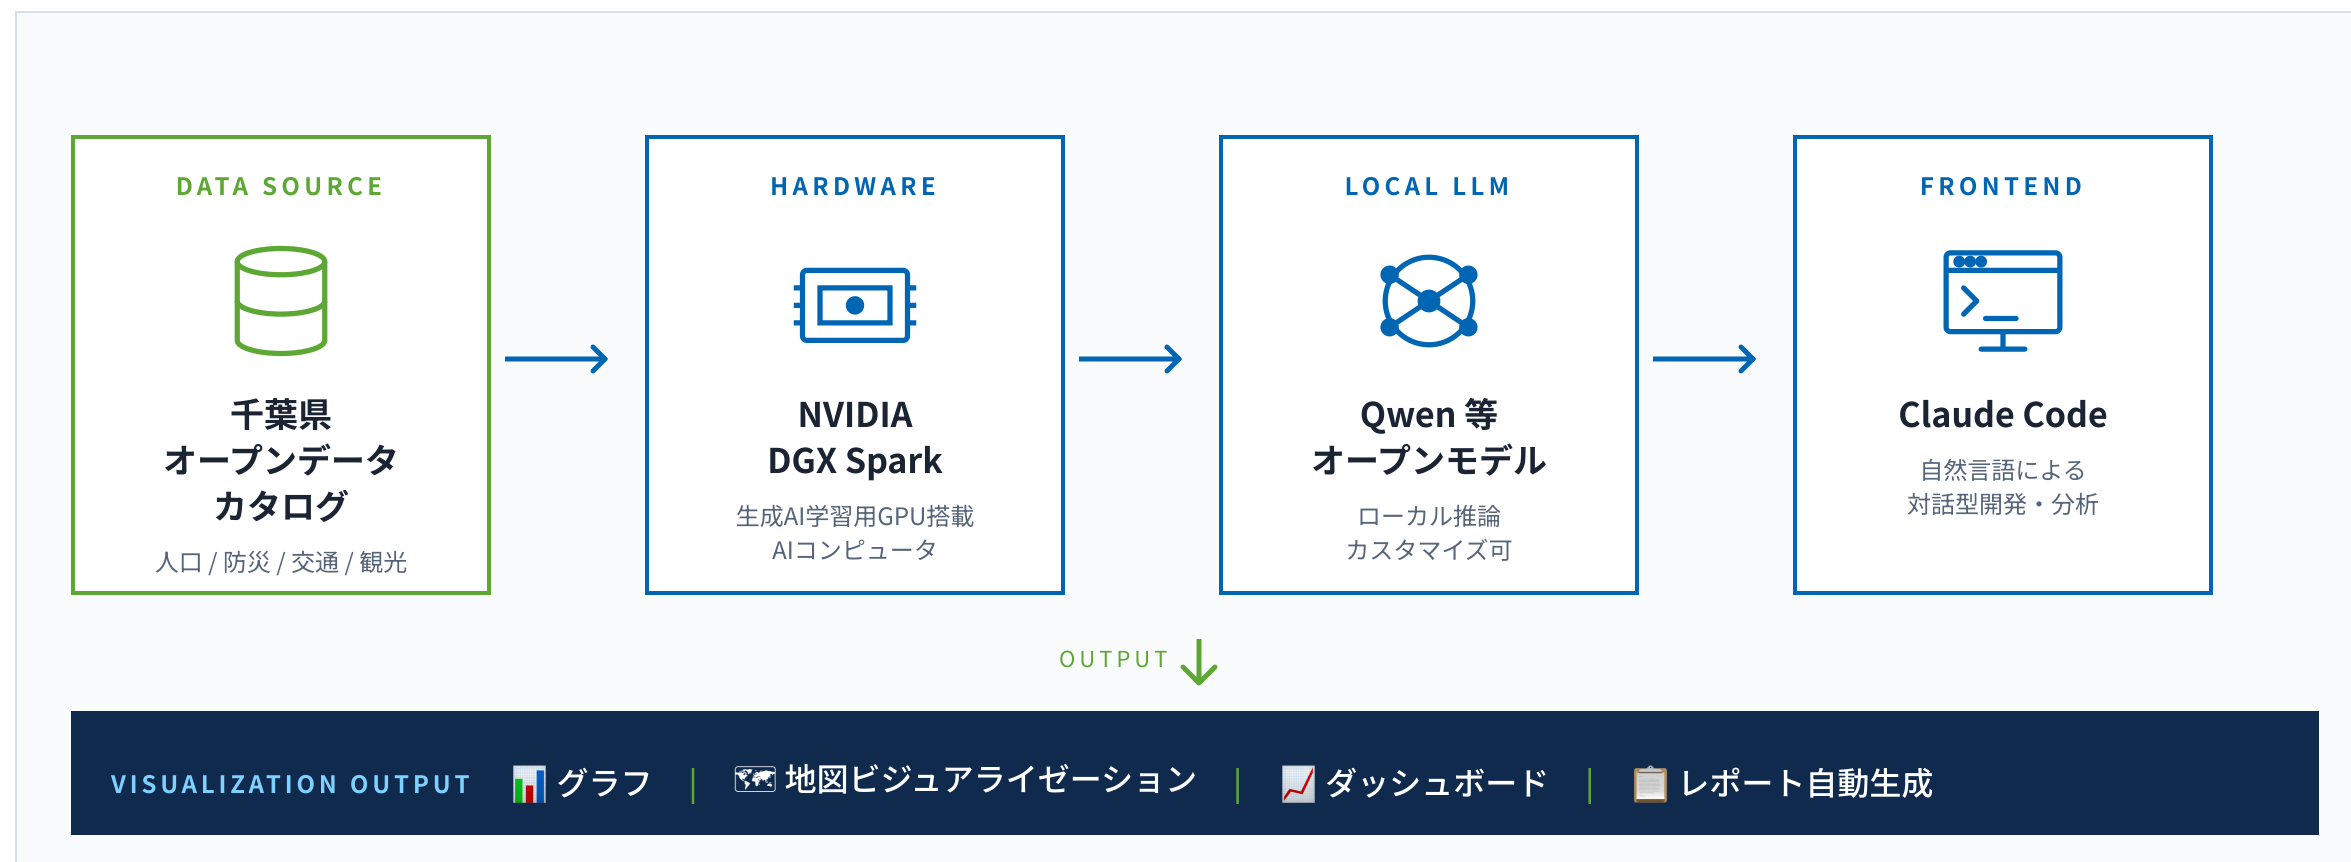 DATA SOURCE
千葉県
オープンデータ
カタログ
人口 / 防災 / 交通 / 観光
HARDWARE
NVIDIA
DGX Spark
生成AI学習用GPU搭載
AIコンピュータ
LOCAL LLM
Qwen 等
オープンモデル
ローカル推論
カスタマイズ可
FRONTEND
Claude Code
自然言語による
対話型開発・分析
OUTPUT
VISUALIZATION OUTPUT グラフ | 地図ビジュアライゼーション | ダッシュボード | レポート自動生成